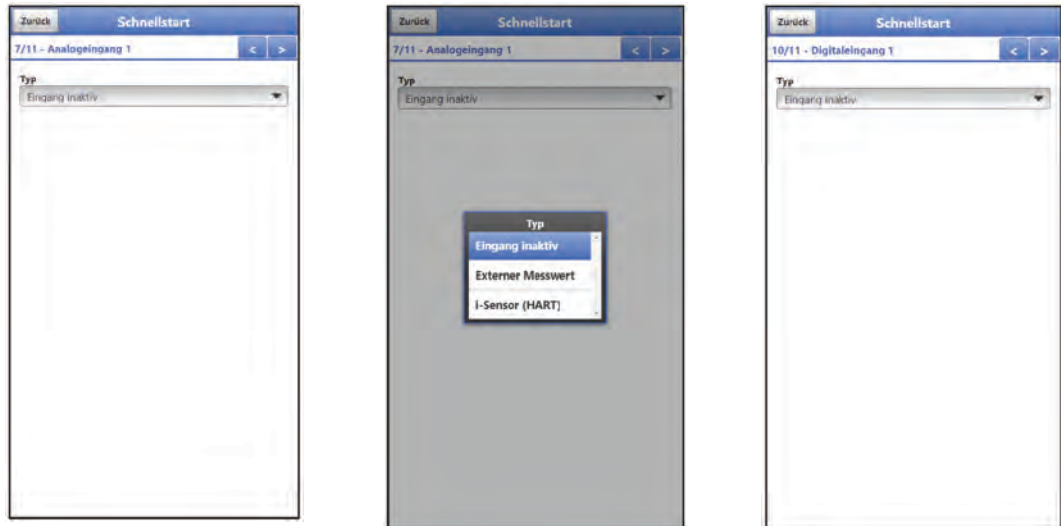 Zurück Schnellstart
7/11 - Analogeingang 1 < >
Typ
Eingang inaktiv
Zurück Schnellstart
7/11 - Analogeingang 1 < >
Typ
Eingang inaktiv
Typ
Eingang inaktiv
Externer Messwert
i-Sensor (HART)
Zurück Schnellstart
10/11 - Digitaleingang 1 < >
Typ
Eingang inaktiv